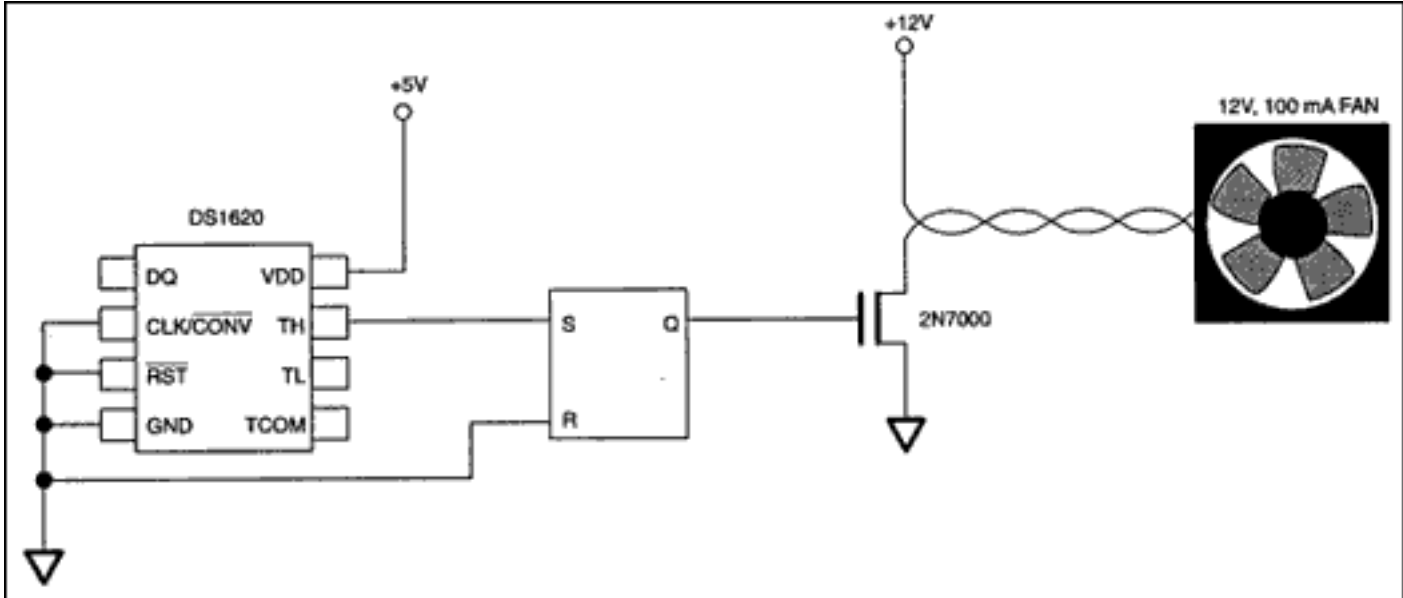 +12V
+5V
12V, 100 mA FAN
DS1620
DQ
VDD
CLK/CONV
TH
RST
TL
GND
TCOM
S
Q
R
2N7000